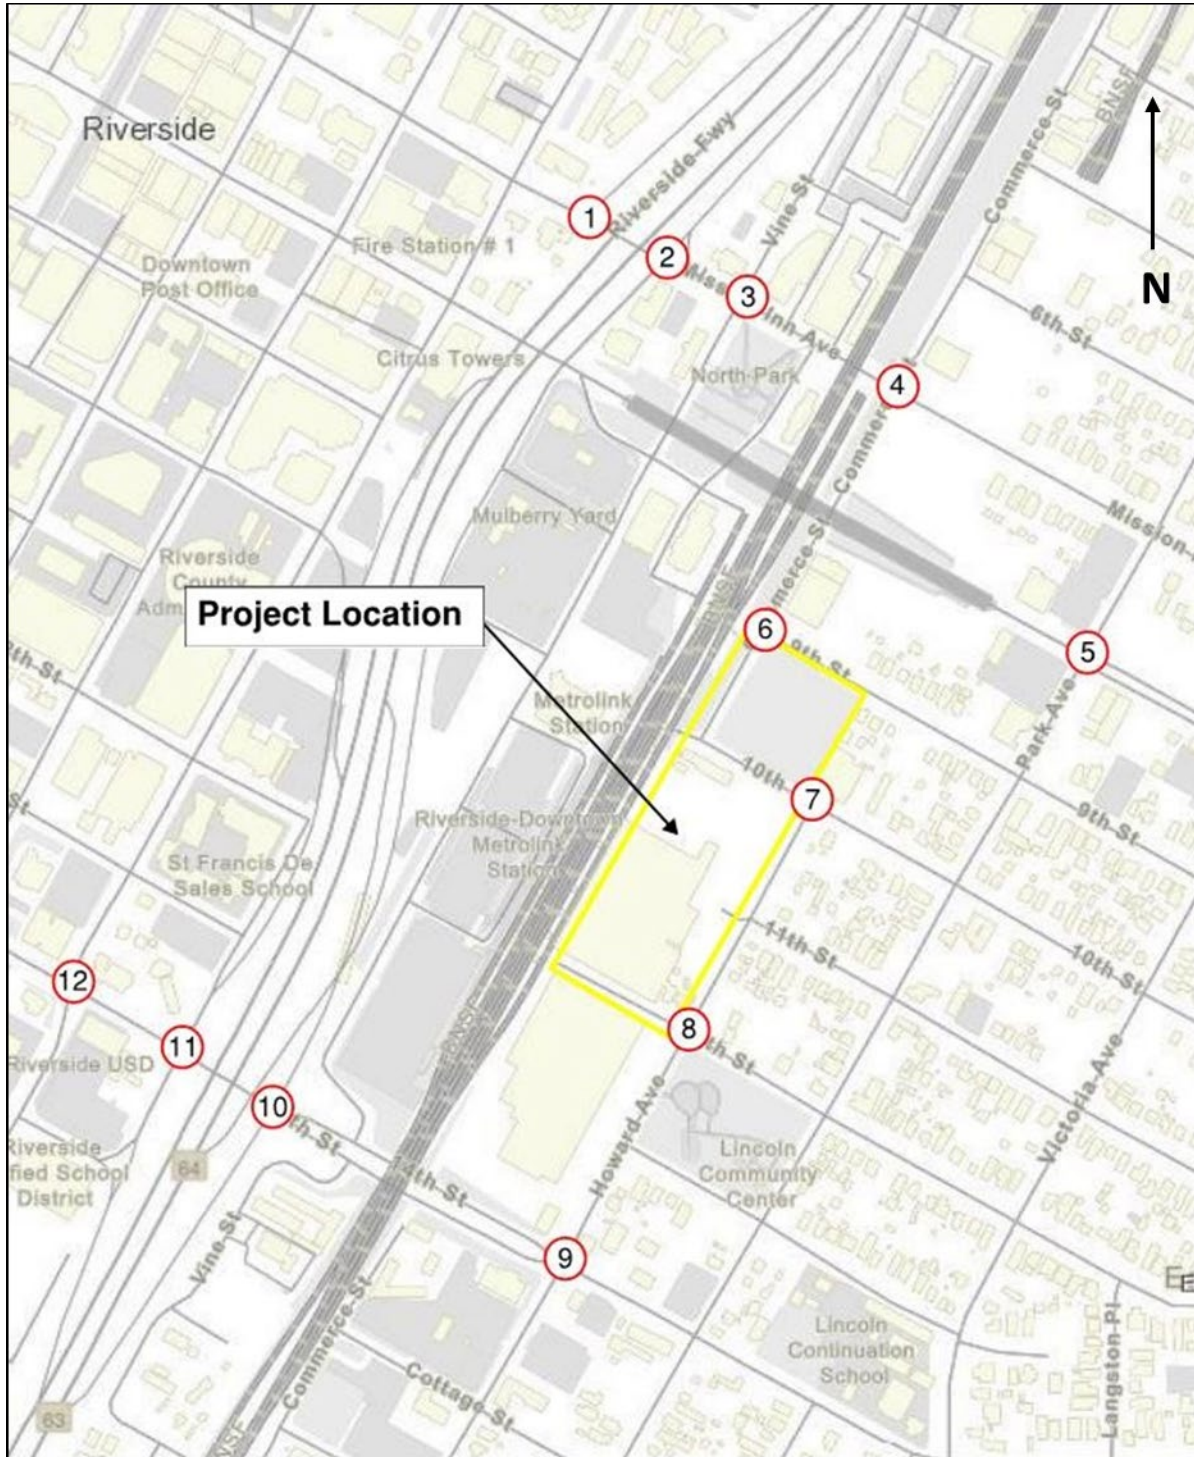 Riverside
Riverside-Fwy
Commerce-St
BNSF
N
1
Fire Station # 1
Vine St
Downtown
Post Office
2
3
Inn-Ave
6th-St
Citrus Towers
North-Park
4
Mulberry Yard
Mission-
Riverside
County
BNSF
Project Location
6
9th-St
5
Metrolink
Station
Park Ave
10th
7
9th-St
Riverside-Downtown
Metrolink
Station
St Francis De
Sales School
11th-St
10th-St
12
BNSF
8
11
Riverside USD
Victoria-Ave
10
64
14th-St
Howard-Ave
Lincoln
Community
Center
District
Vine St
9
Commerce-St
Lincoln
Continuation
School
Cottage-St
Langston-Pl
63